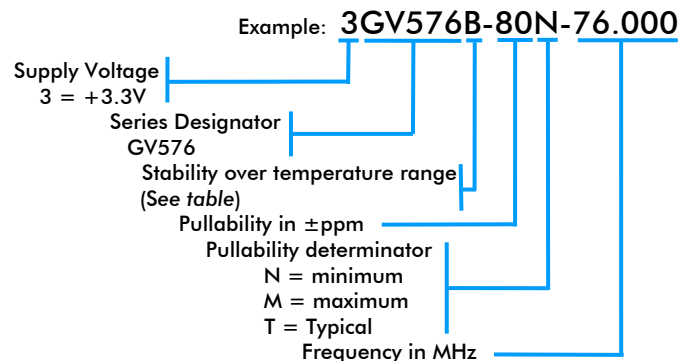 Example: 3GV576B-80N-76.000
Supply Voltage
3 = +3.3V
Series Designator
GV576
Stability over temperature range
(See table)
Pullability in ±ppm
Pullability determinator
N = minimum
M = maximum
T = Typical
Frequency in MHz